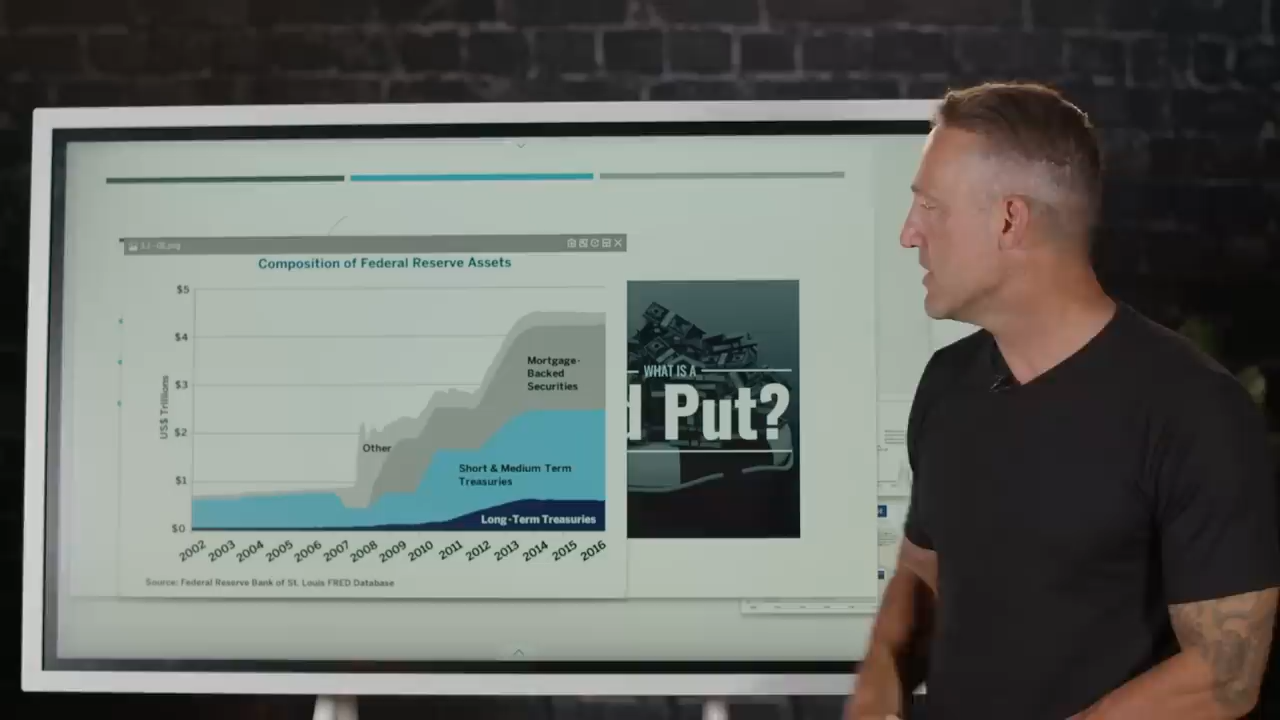 Composition of Federal Reserve Assets
US$ Trillions
$5
$4
$3
$2
$1
$0
Mortgage-
Backed
Securities
Other
Short & Medium Term
Treasuries
Long-Term Treasuries
2002 2003 2004 2005 2006 2007 2008 2009 2010 2011 2012 2013 2014 2015 2016
Source: Federal Reserve Bank of St. Louis FRED Database
WHAT IS A
d Put?